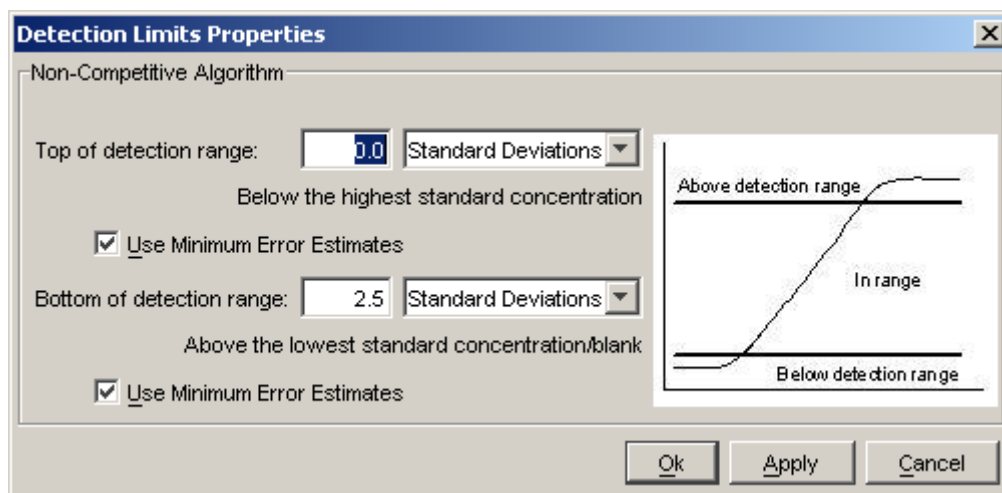 Detection Limits Properties
Non-Competitive Algorithm
Top of detection range: 0.0 Standard Deviations
Below the highest standard concentration
Use Minimum Error Estimates
Bottom of detection range: 2.5 Standard Deviations
Above the lowest standard concentration/blank
Use Minimum Error Estimates
Above detection range
In range
Below detection range
Ok Apply Cancel